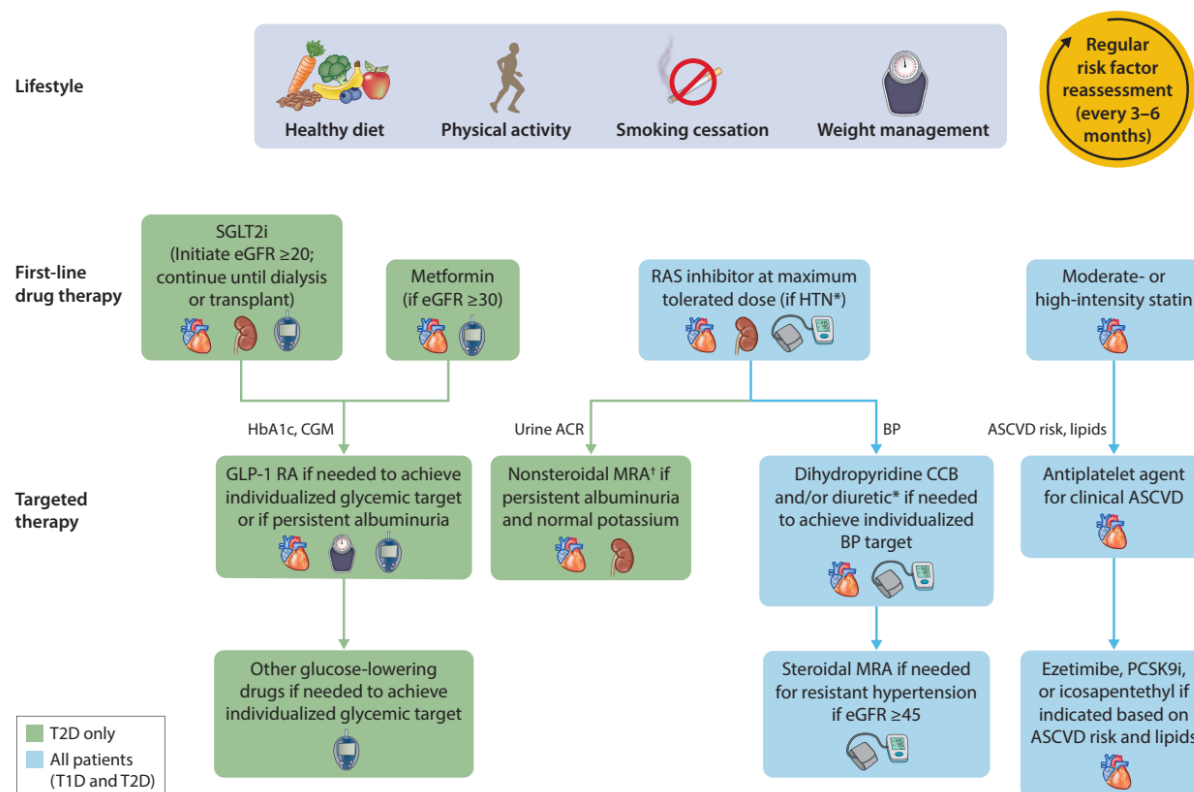 Lifestyle
Healthy diet
Physical activity
Smoking cessation
Weight management
Regular
risk factor
reassessment
(every 3–6
months)
First-line
drug therapy
SGLT2i
(Initiate eGFR ≥20;
continue until dialysis
or transplant)
Metformin
(if eGFR ≥30)
RAS inhibitor at maximum
tolerated dose (if HTN*)
Moderate- or
high-intensity statin
HbA1c, CGM
Urine ACR
BP
ASCVD risk, lipids
Targeted
therapy
GLP-1 RA if needed to achieve
individualized glycemic target
or if persistent albuminuria
Nonsteroidal MRA† if
persistent albuminuria
and normal potassium
Dihydropyridine CCB
and/or diuretic* if needed
to achieve individualized
BP target
Antiplatelet agent
for clinical ASCVD
Other glucose-lowering
drugs if needed to achieve
individualized glycemic target
Steroidal MRA if needed
for resistant hypertension
if eGFR ≥45
Ezetimibe, PCSK9i,
or icosapentethyl if
indicated based on
ASCVD risk and lipids
T2D only
All patients
(T1D and T2D)